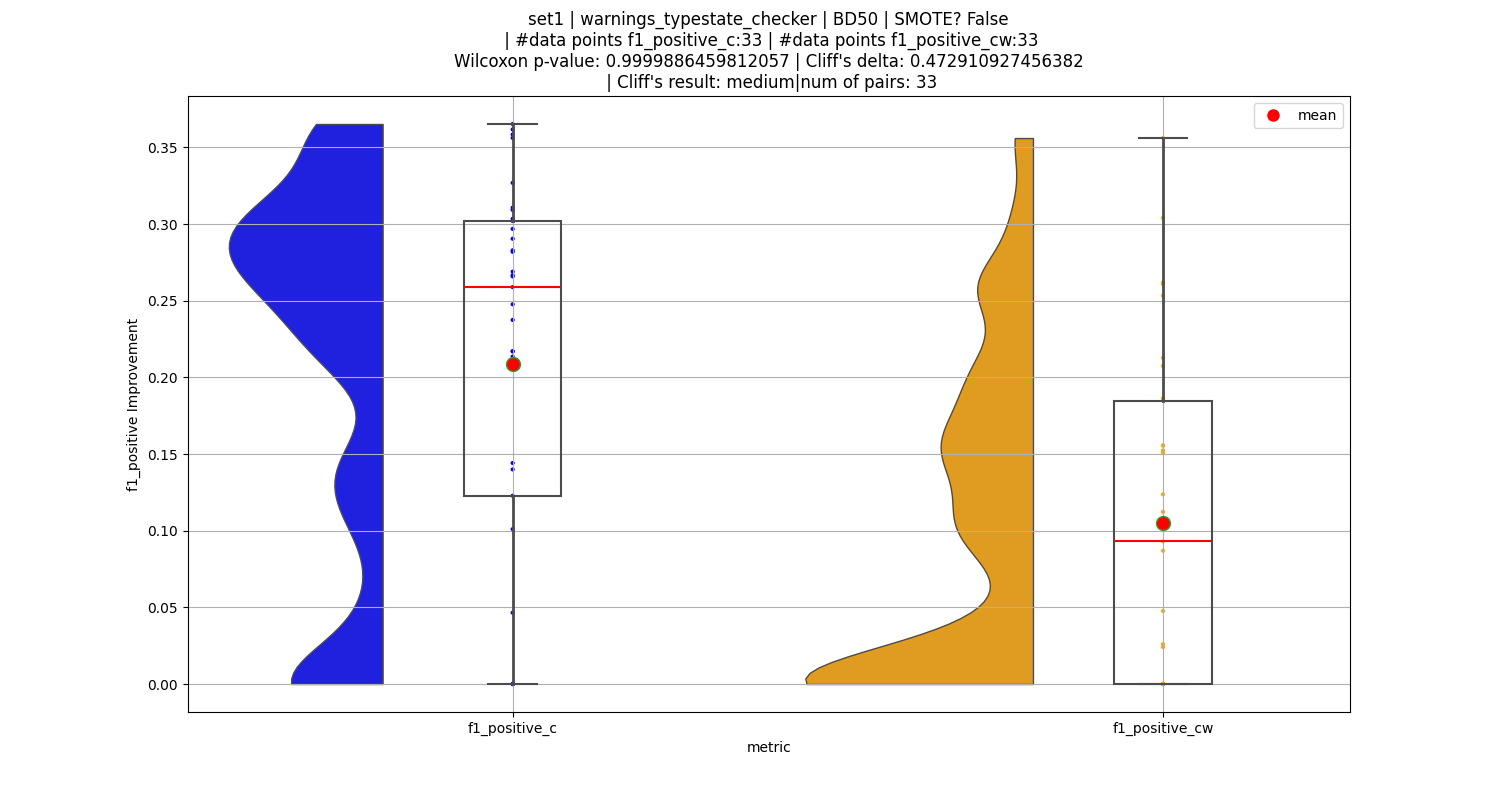 set1 | warnings_typestate_checker | BD50 | SMOTE? False
| #data points f1_positive_c:33 | #data points f1_positive_cw:33
Wilcoxon p-value: 0.9999886459812057 | Cliff's delta: 0.472910927456382
| Cliff's result: medium|num of pairs: 33
mean
0.35
0.30
0.25
0.20
0.15
0.10
0.05
0.00
f1_positive Improvement
f1_positive_c
f1_positive_cw
metric